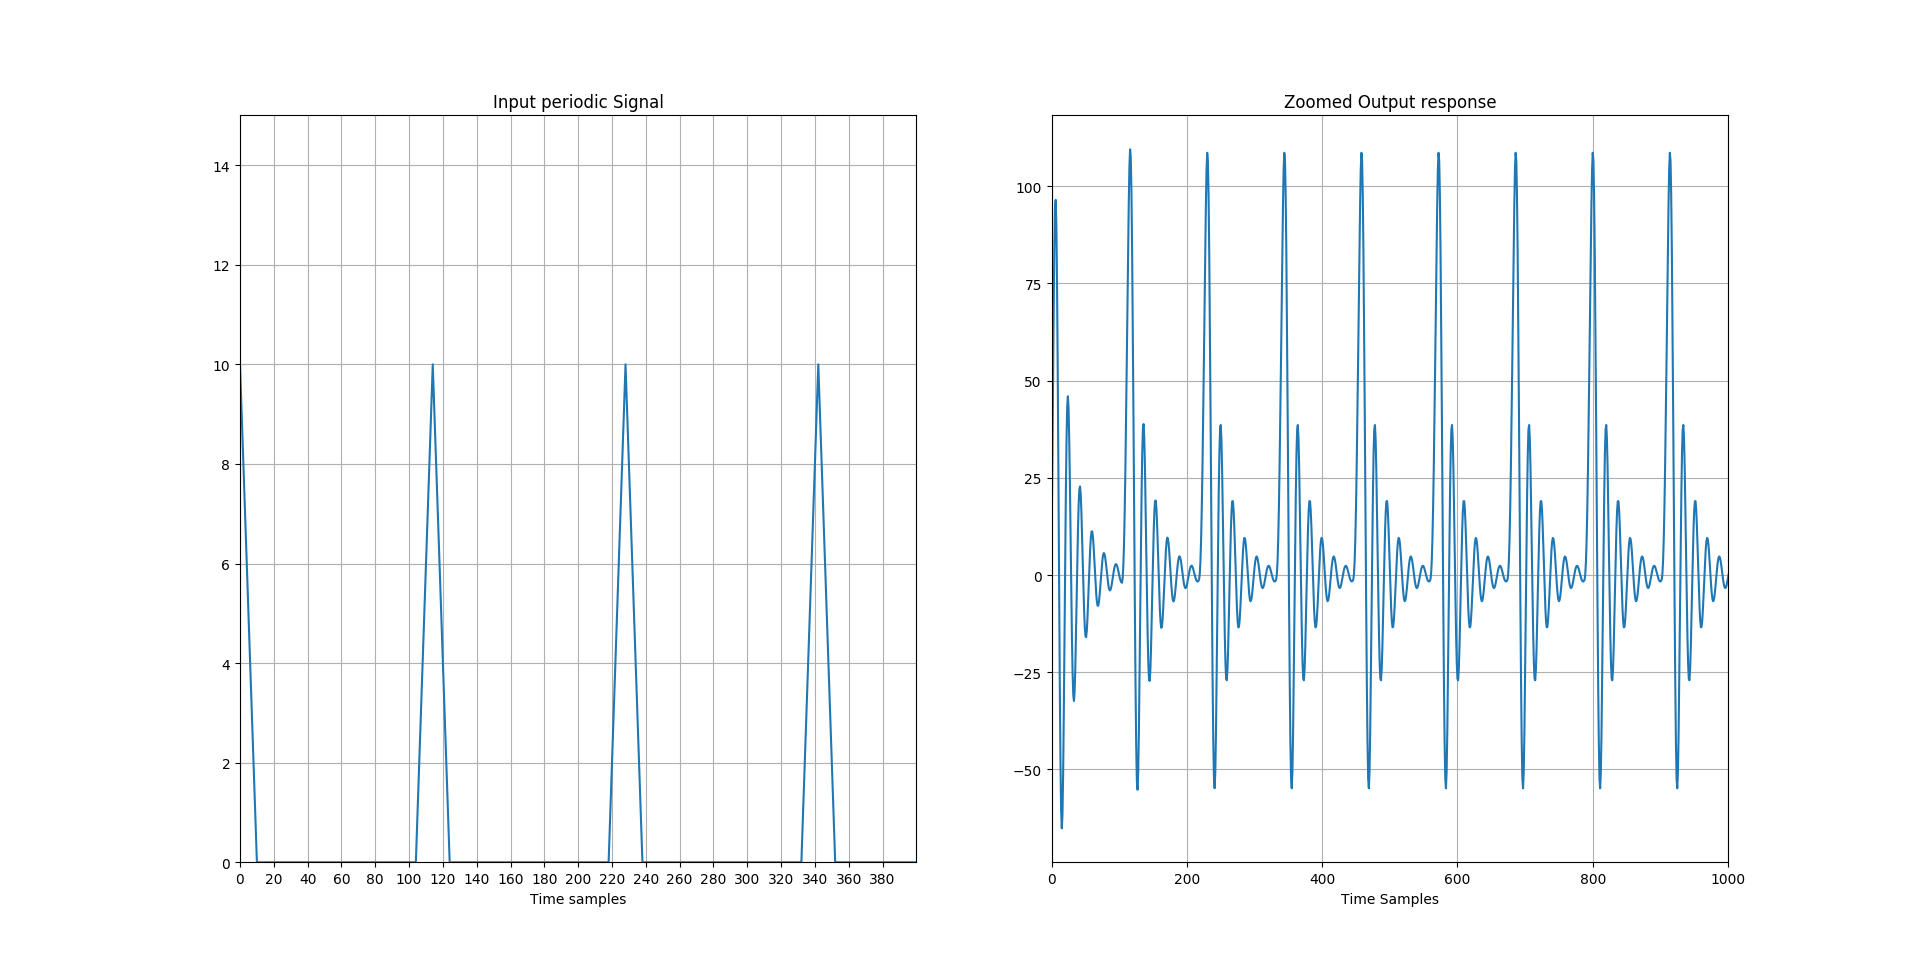 Input periodic Signal
14
12
10
8
6
4
2
0
0 20 40 60 80 100 120 140 160 180 200 220 240 260 280 300 320 340 360 380
Time samples
Zoomed Output response
100
75
50
25
0
−25
−50
0 200 400 600 800 1000
Time Samples